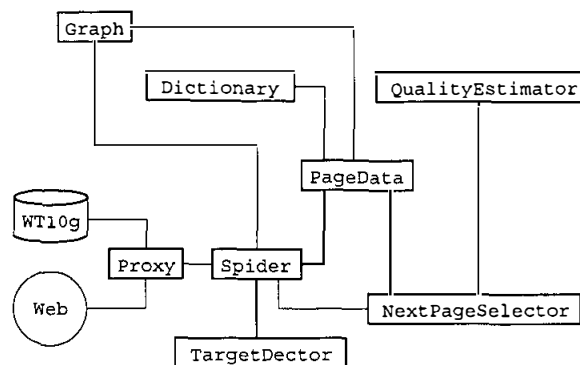 Graph
Dictionary
QualityEstimator
PageData
WT10g
Proxy
Spider
Web
NextPageSelector
TargetDector